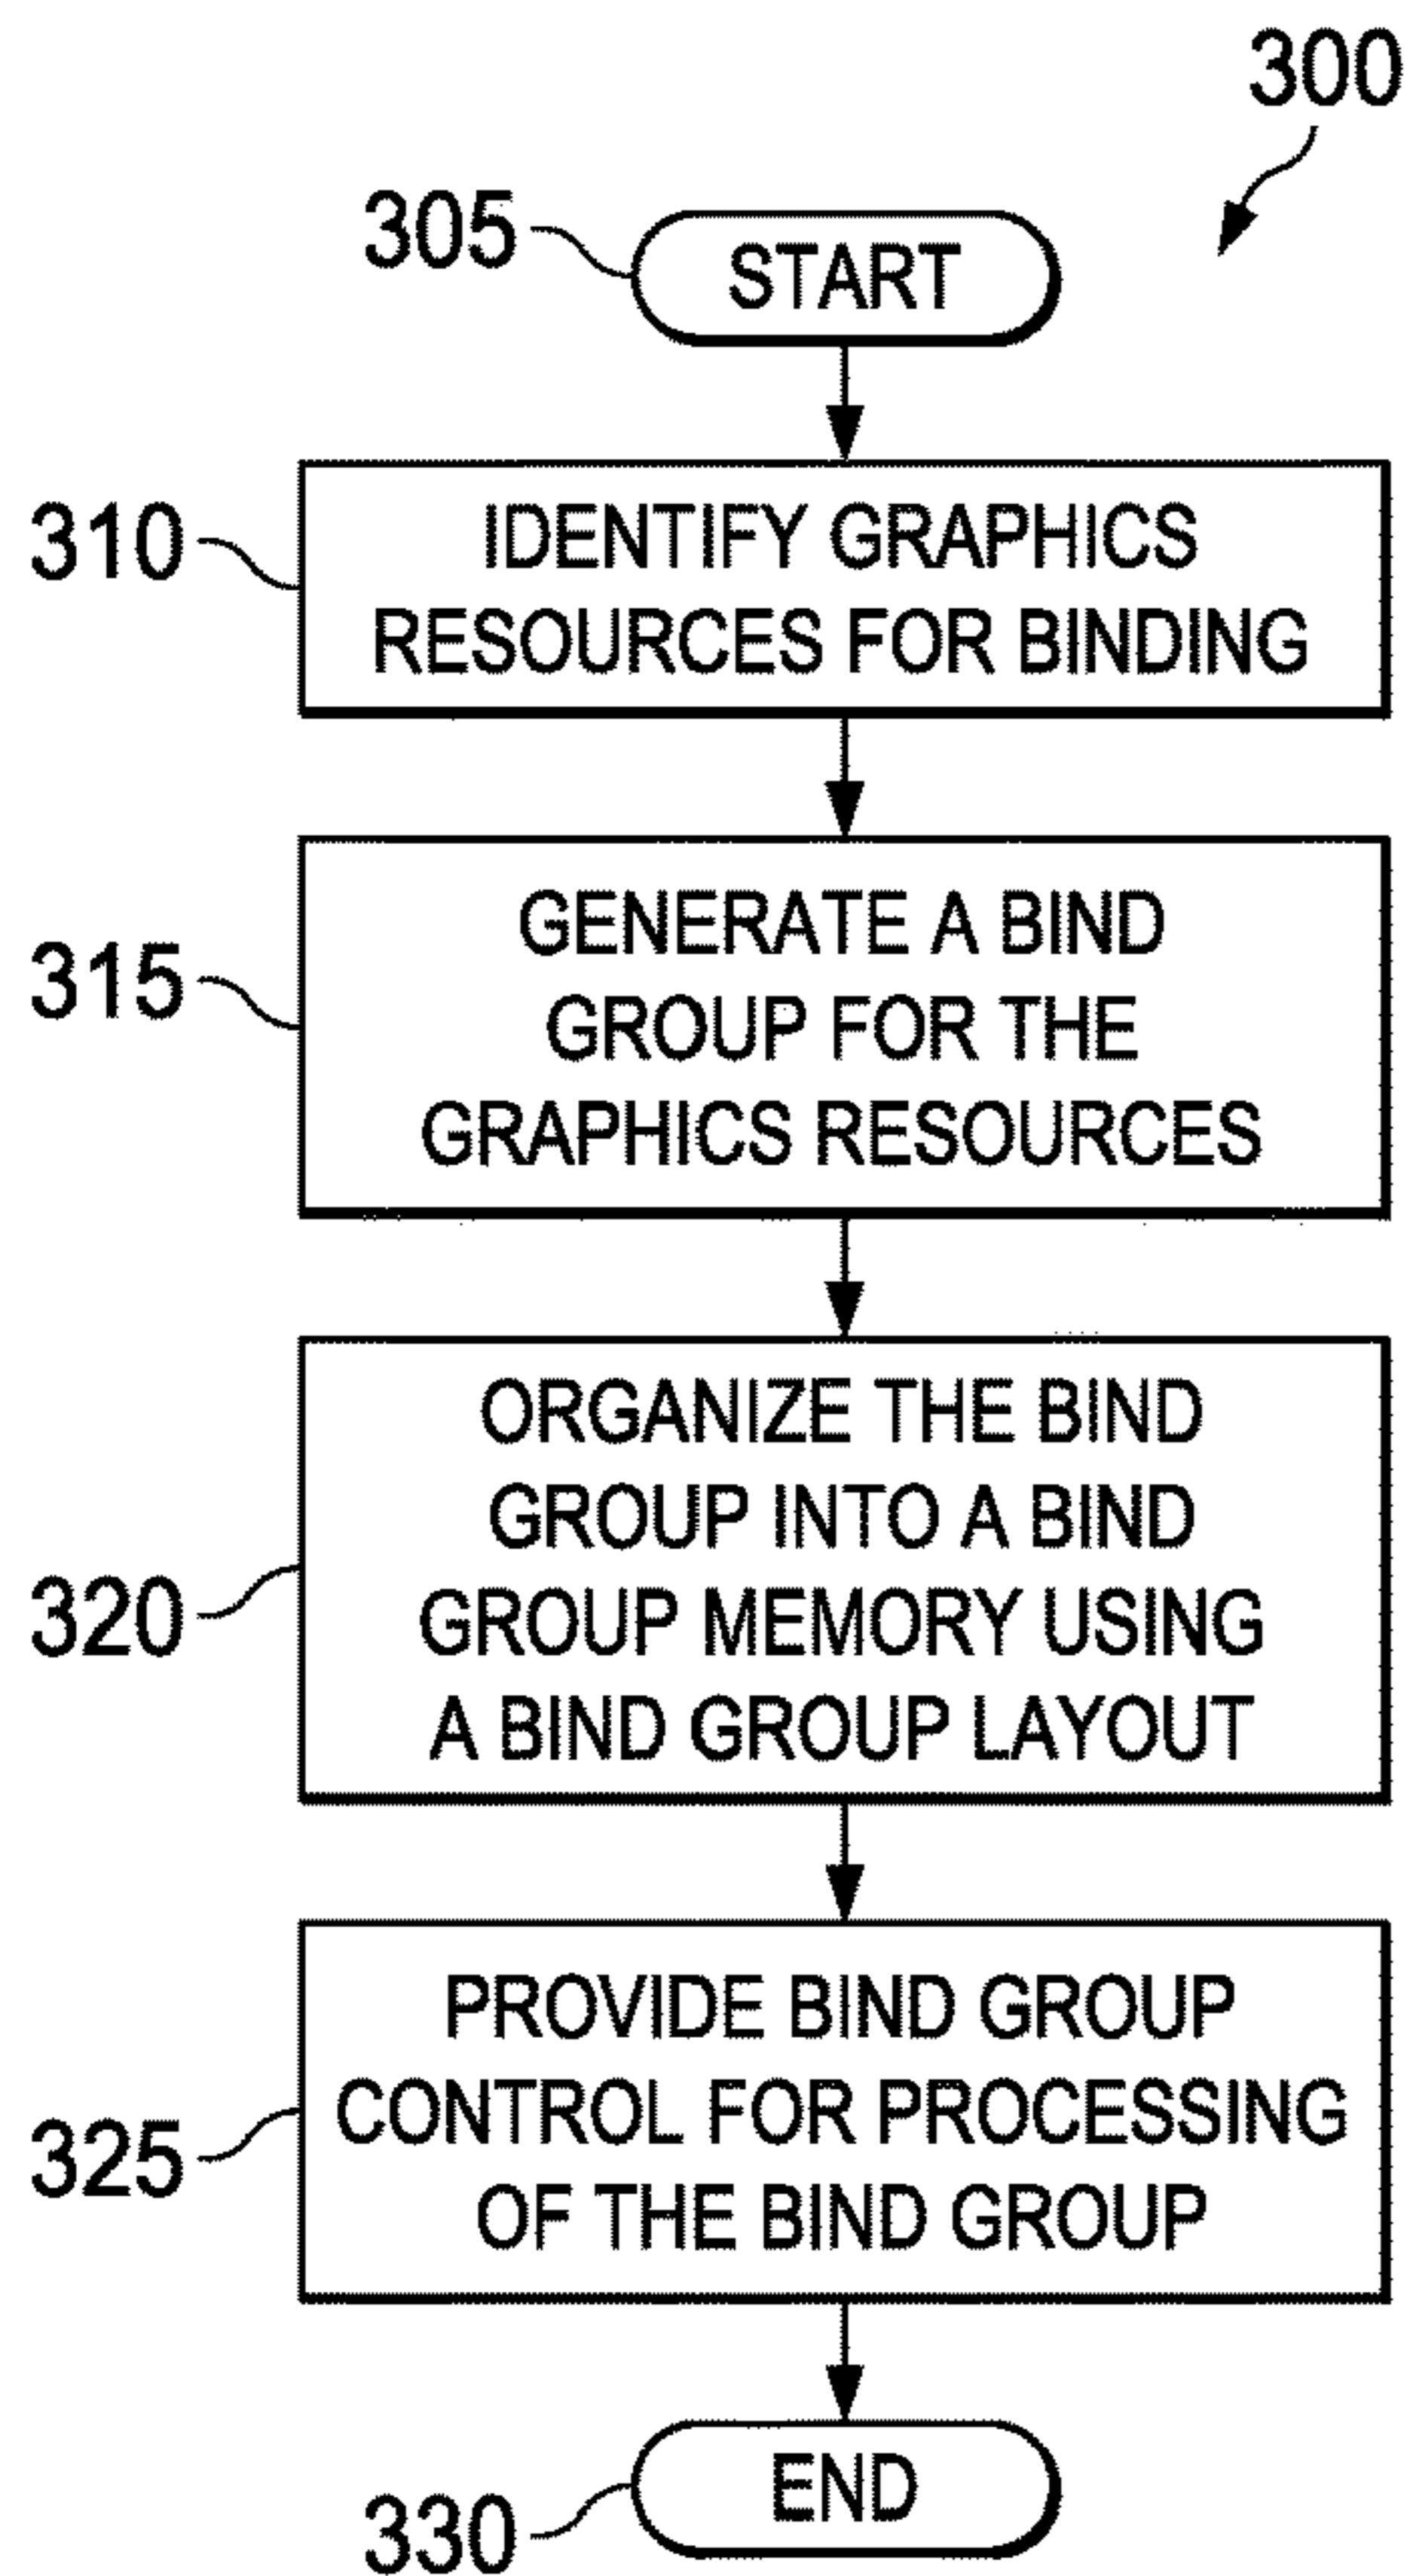 300
305
START
310
IDENTIFY GRAPHICS
RESOURCES FOR BINDING
315
GENERATE A BIND
GROUP FOR THE
GRAPHICS RESOURCES
320
ORGANIZE THE BIND
GROUP INTO A BIND
GROUP MEMORY USING
A BIND GROUP LAYOUT
325
PROVIDE BIND GROUP
CONTROL FOR PROCESSING
OF THE BIND GROUP
330
END